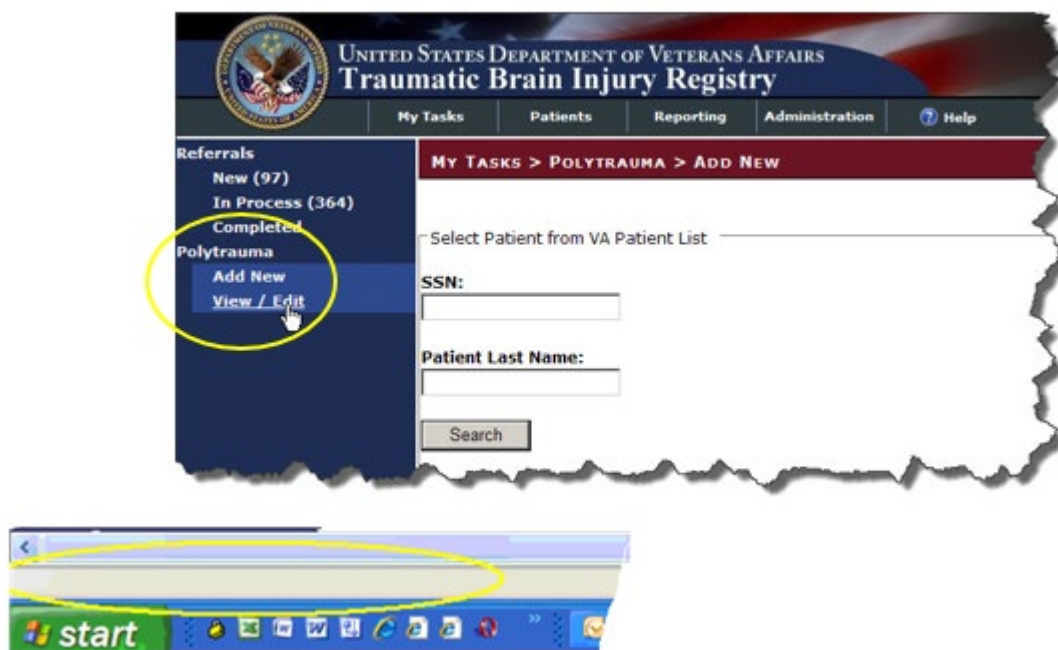 UNITED STATES DEPARTMENT OF VETERANS AFFAIRS
Traumatic Brain Injury Registry
My Tasks Patients Reporting Administration ? Help
Referrals
New (97)
In Process (364)
Completed
Polytrauma
Add New
View / Edit
MY TASKS > POLYTRAUMA > ADD NEW
Select Patient from VA Patient List
SSN:
Patient Last Name:
Search
start